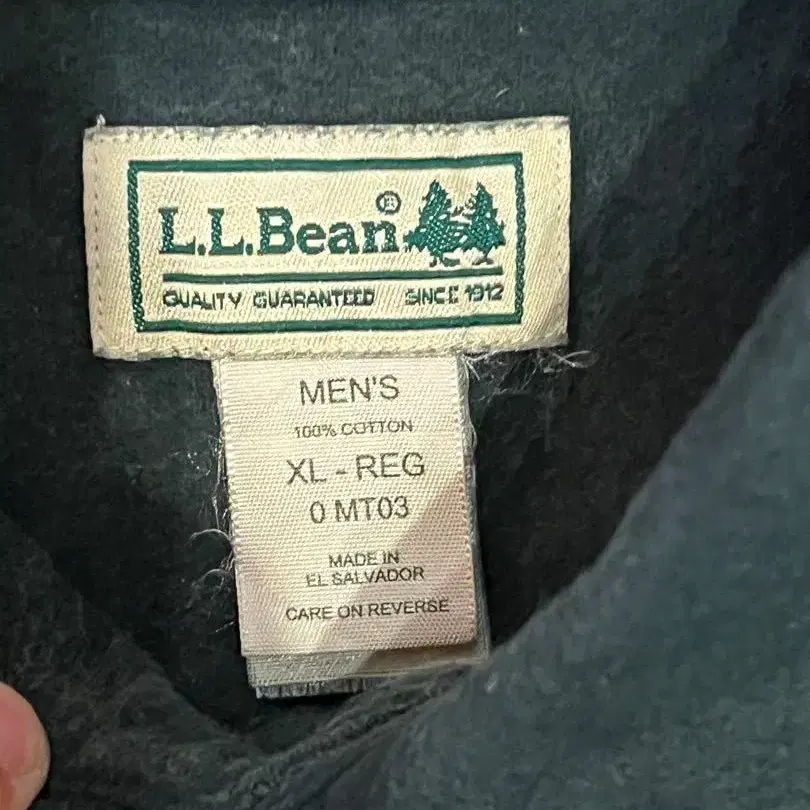 L.L.Bean®
QUALITY GUARANTEED SINCE 1912
MEN'S
100% COTTON
XL - REG
0 MT03
MADE IN
EL SALVADOR
CARE ON REVERSE